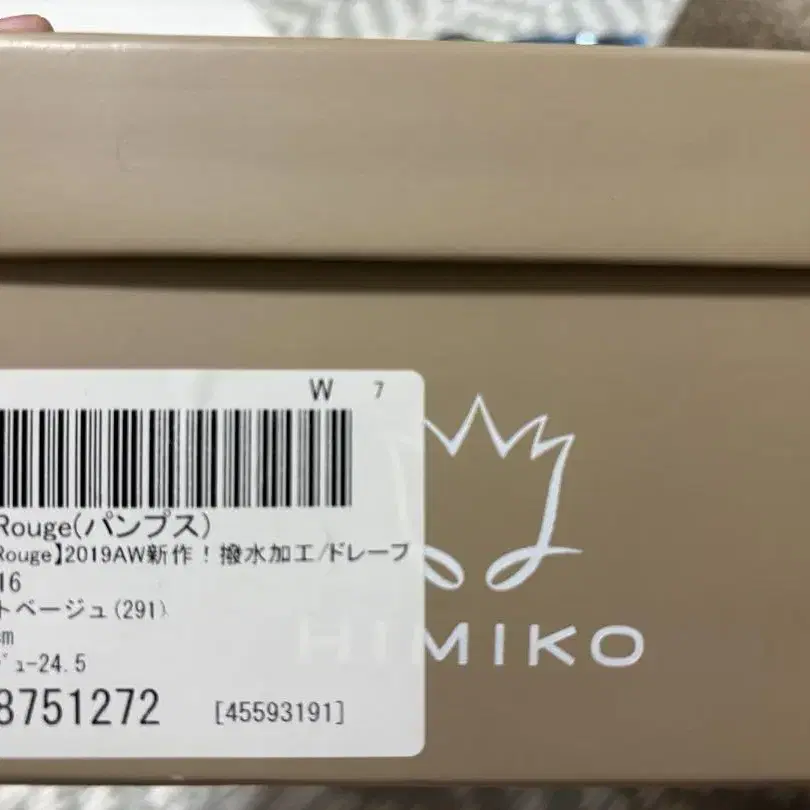 W 7
Rouge(パンプス)
Rouge】2019AW新作！撥水加工/ドレープ
16
トベージュ(291)
cm
ジュ-24.5
8751272 [45593191]
HIMIKO